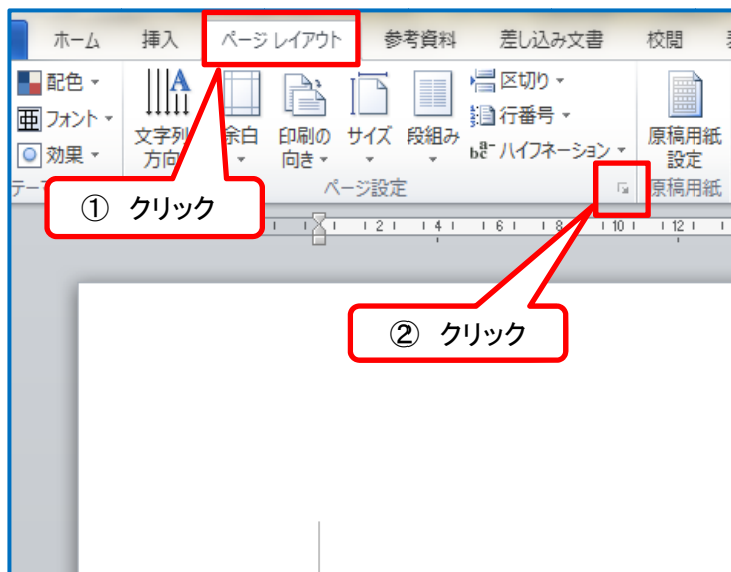 ホーム 挿入 ページ レイアウト 参考資料 差し込み文書 校閲
配色
フォント
効果
文字列
方向
余白
印刷の
向き
サイズ
段組み
区切り
行番号
ハイフネーション
原稿用紙
設定
ページ設定
原稿用紙
① クリック
2 4 6 8 10 12
② クリック